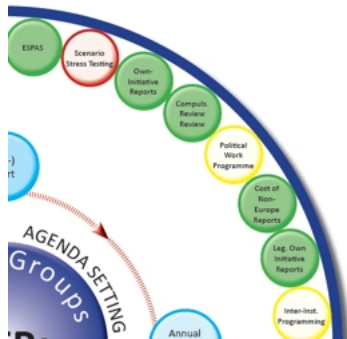 ESPAS
Scenario
Stress Testing
Own-
Initiative
Reports
Compuls.
Review
Review
Political
Work
Programme
Cost of
Non-
Europe
Reports
Leg. Own
Initiative
Reports
Inter-Inst.
Programming
-)
rt
AGENDA SETTING
Groups
Annual